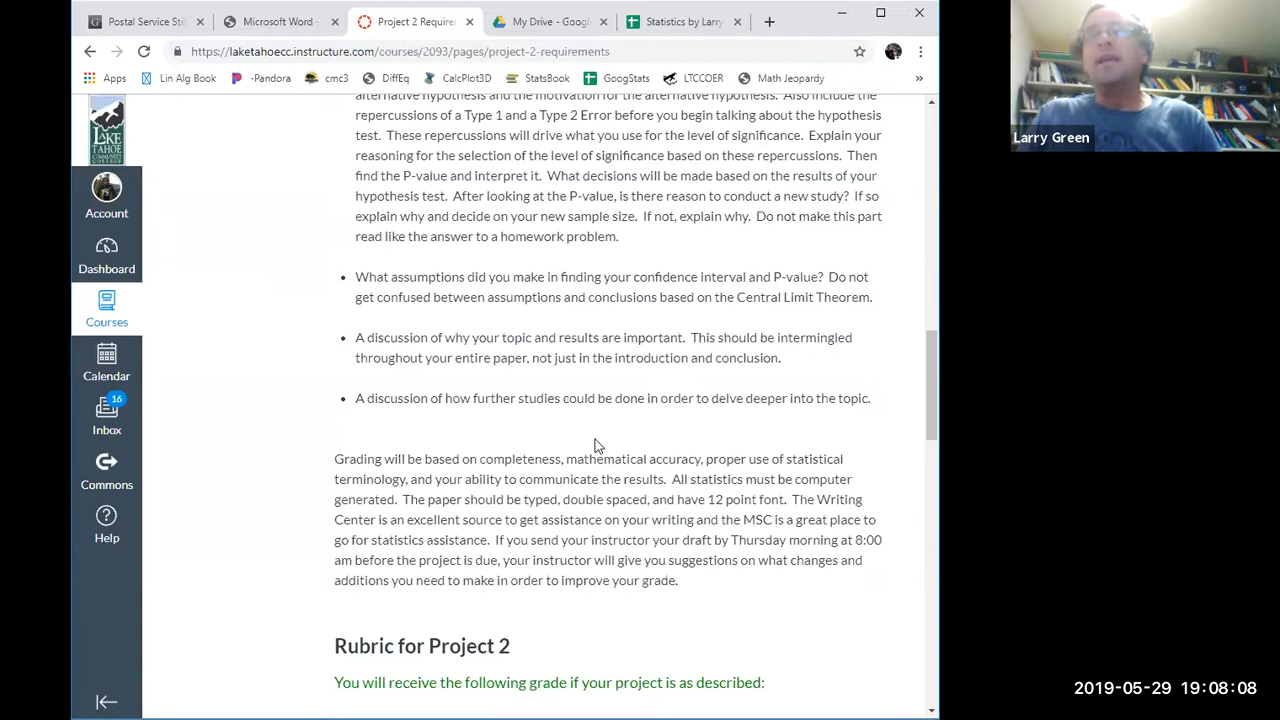 Postal Service Sti
Microsoft Word -
Project 2 Requirem
My Drive - Google
Statistics by Larry
https://laketahoecc.instructure.com/courses/2093/pages/project-2-requirements
Apps
Lin Alg Book
-Pandora
cmc3
DiffEq
CalcPlot3D
StatsBook
GoogStats
LTCCOER
Math Jeopardy
»
LAKE
TAHOE
Account
Dashboard
Courses
Calendar
16
Inbox
Commons
Help
alternative hypothesis and the motivation for the alternative hypothesis. Also include the
repercussions of a Type 1 and a Type 2 Error before you begin talking about the hypothesis
test. These repercussions will drive what you use for the level of significance. Explain your
reasoning for the selection of the level of significance based on these repercussions. Then
find the P-value and interpret it. What decisions will be made based on the results of your
hypothesis test. After looking at the P-value, is there reason to conduct a new study? If so
explain why and decide on your new sample size. If not, explain why. Do not make this part
read like the answer to a homework problem.
• What assumptions did you make in finding your confidence interval and P-value? Do not
get confused between assumptions and conclusions based on the Central Limit Theorem.
• A discussion of why your topic and results are important. This should be intermingled
throughout your entire paper, not just in the introduction and conclusion.
• A discussion of how further studies could be done in order to delve deeper into the topic.
Grading will be based on completeness, mathematical accuracy, proper use of statistical
terminology, and your ability to communicate the results. All statistics must be computer
generated. The paper should be typed, double spaced, and have 12 point font. The Writing
Center is an excellent source to get assistance on your writing and the MSC is a great place to
go for statistics assistance. If you send your instructor your draft by Thursday morning at 8:00
am before the project is due, your instructor will give you suggestions on what changes and
additions you need to make in order to improve your grade.
Rubric for Project 2
You will receive the following grade if your project is as described:
Larry Green
2019-05-29 19:08:08